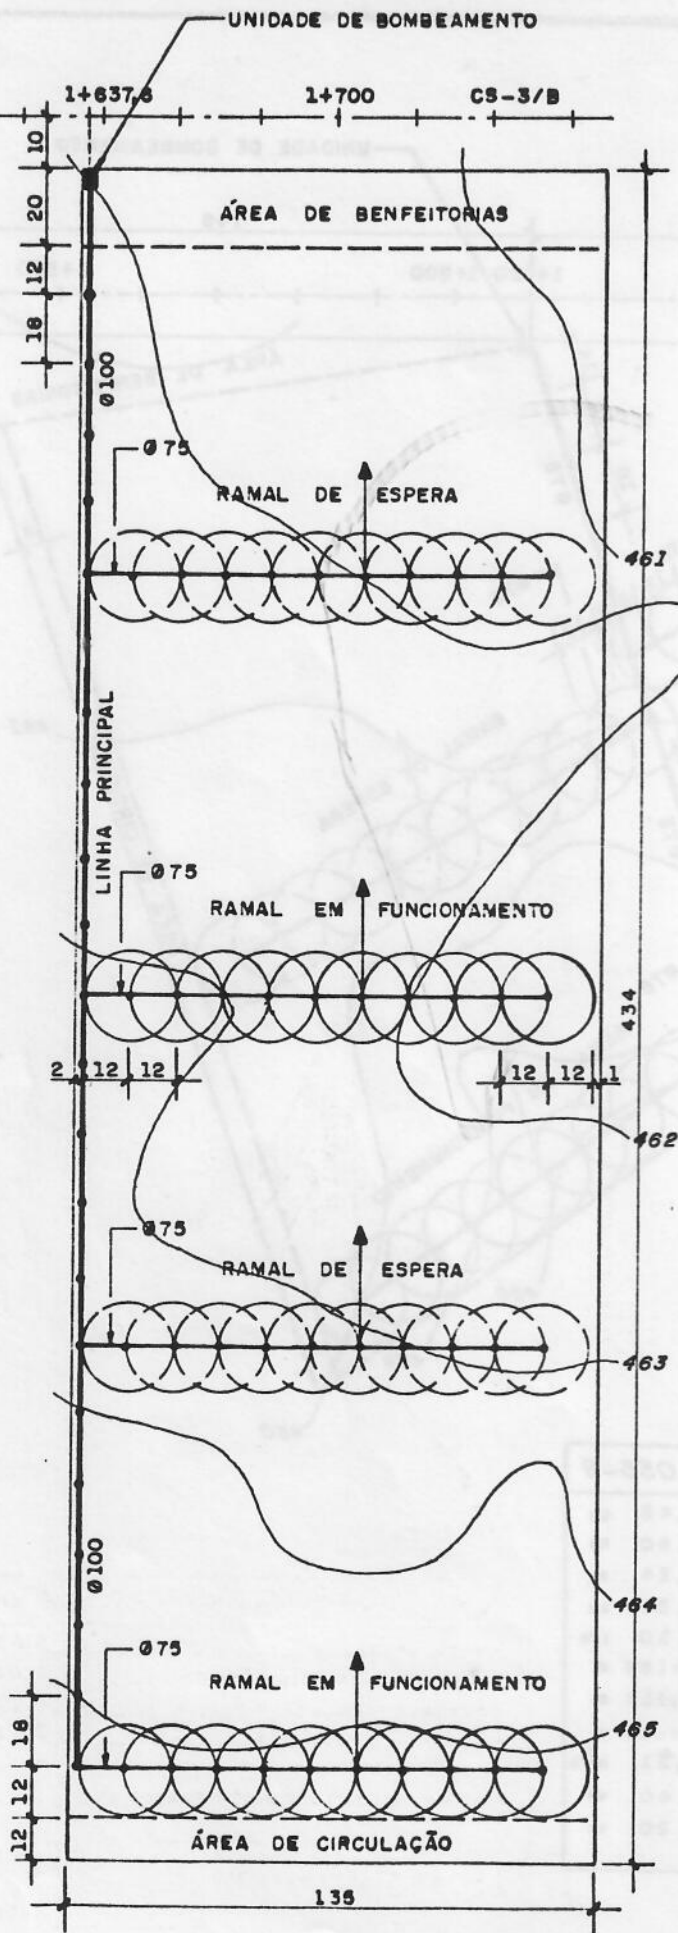 UNIDADE DE BOMBEAMENTO
1+637,6 1+700 CS-3/B
10
20
12
18
ÁREA DE BENFEITORIAS
Ø100
Ø75
RAMAL DE ESPERA
461
LINHA PRINCIPAL
Ø75
RAMAL EM FUNCIONAMENTO
434
2 12 12 12 12 1
462
Ø75
RAMAL DE ESPERA
463
Ø100
464
Ø75
RAMAL EM FUNCIONAMENTO
465
18
12
12
ÁREA DE CIRCULAÇÃO
135